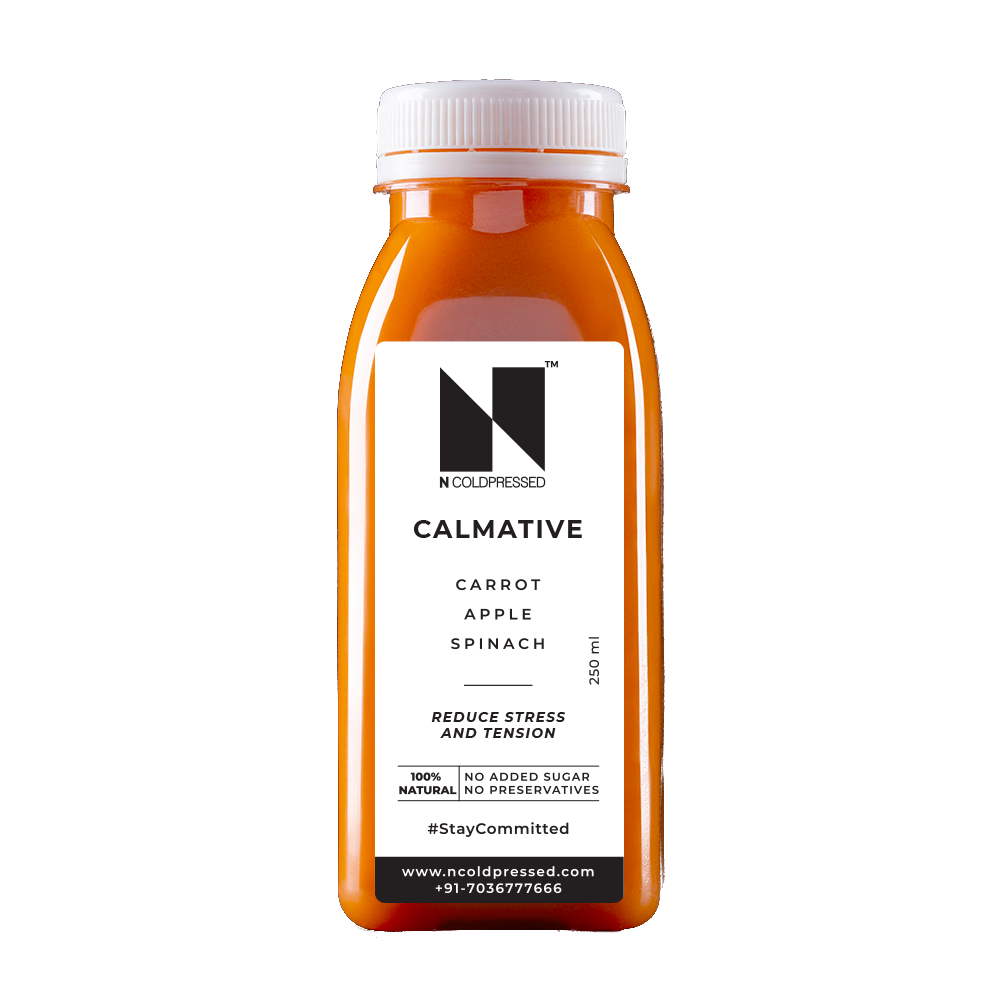 N
™
N COLDPRESSED
CALMATIVE
CARROT
APPLE
SPINACH
250 ml
REDUCE STRESS
AND TENSION
100%
NATURAL
NO ADDED SUGAR
NO PRESERVATIVES
#StayCommitted
www.ncoldpressed.com
+91-7036777666